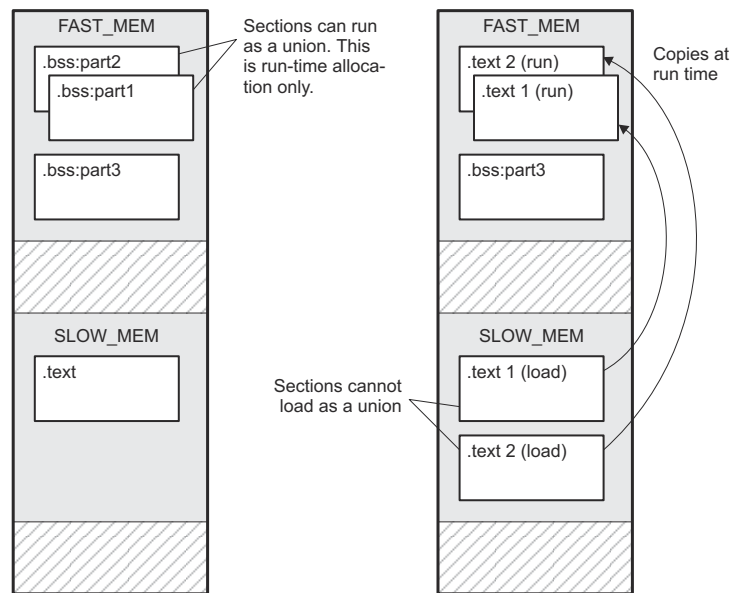 FAST_MEM
.bss:part2
.bss:part1
.bss:part3
SLOW_MEM
.text
Sections can run
as a union. This
is run-time alloca-
tion only.
FAST_MEM
.text 2 (run)
.text 1 (run)
.bss:part3
SLOW_MEM
.text 1 (load)
.text 2 (load)
Copies at
run time
Sections cannot
load as a union